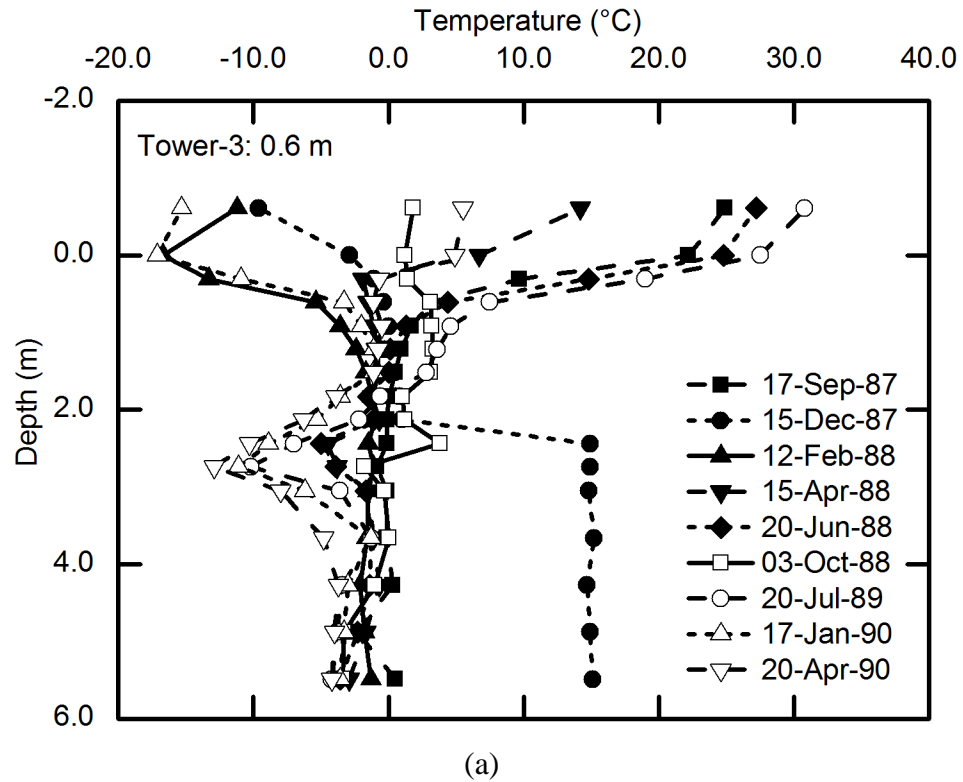 Temperature (°C)
-20.0 -10.0 0.0 10.0 20.0 30.0 40.0
-2.0
Tower-3: 0.6 m
0.0
2.0
4.0
6.0
Depth (m)
17-Sep-87
15-Dec-87
12-Feb-88
15-Apr-88
20-Jun-88
03-Oct-88
20-Jul-89
17-Jan-90
20-Apr-90
(a)